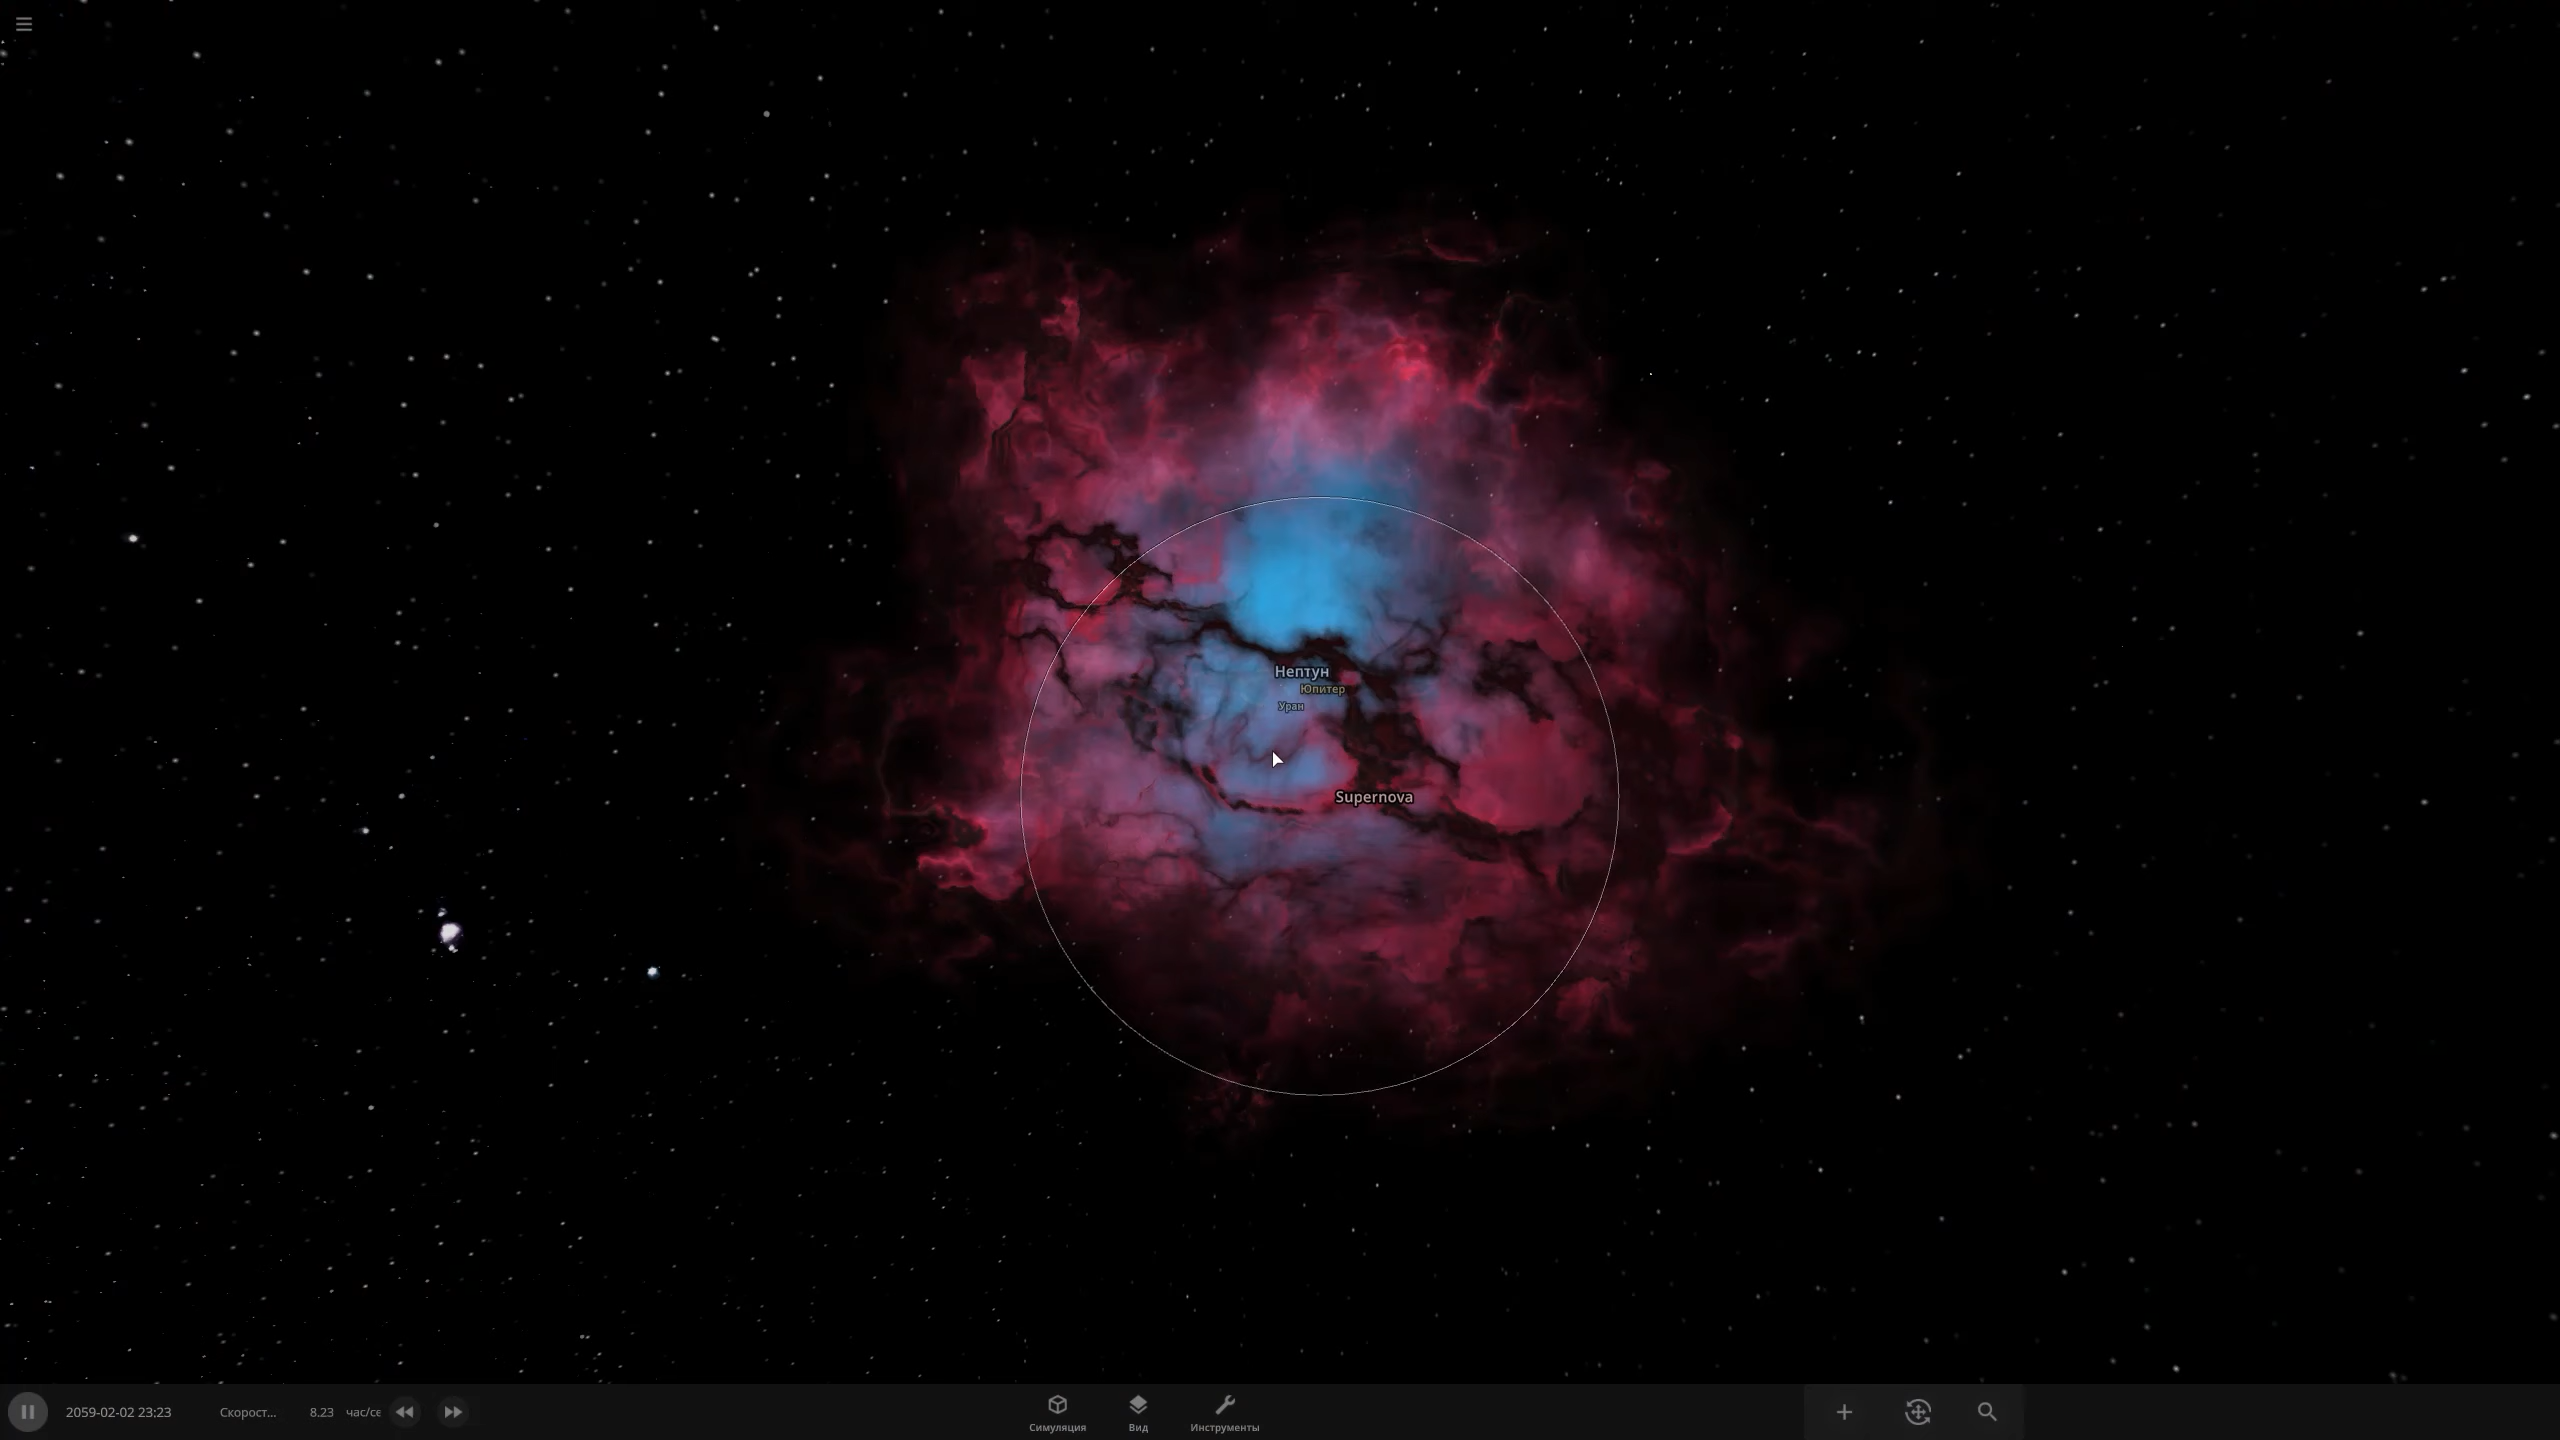 Нептун
Юпитер
Уран
Supernova
2059-02-02 23:23
Скорост...
8.23 час/се
Симуляция
Вид
Инструменты